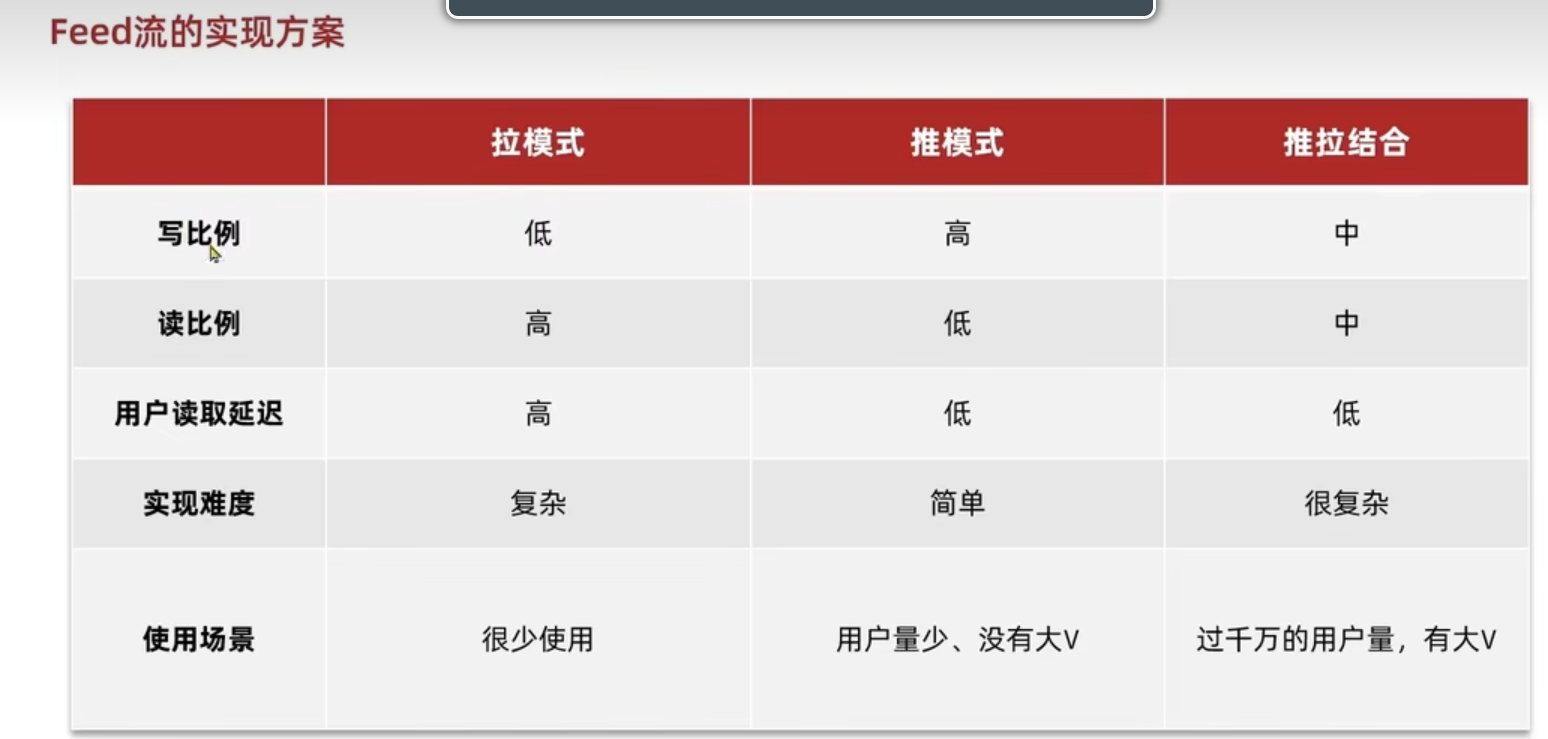 Feed流的实现方案
拉模式 推模式 推拉结合
写比例 低 高 中
读比例 高 低 中
用户读取延迟 高 低 低
实现难度 复杂 简单 很复杂
使用场景 很少使用 用户量少、没有大V 过千万的用户量，有大V